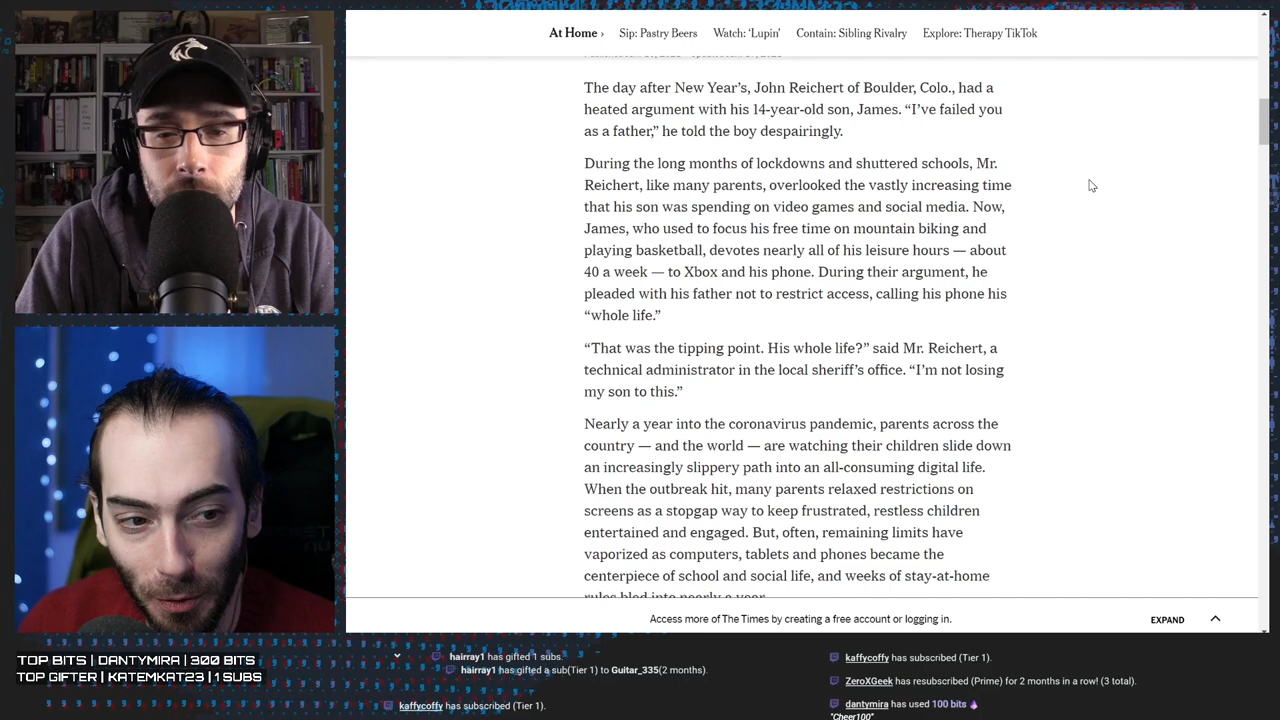 At Home › Sip: Pastry Beers Watch: ‘Lupin’ Contain: Sibling Rivalry Explore: Therapy TikTok
The day after New Year’s, John Reichert of Boulder, Colo., had a
heated argument with his 14-year-old son, James. “I’ve failed you
as a father,” he told the boy despairingly.
During the long months of lockdowns and shuttered schools, Mr.
Reichert, like many parents, overlooked the vastly increasing time
that his son was spending on video games and social media. Now,
James, who used to focus his free time on mountain biking and
playing basketball, devotes nearly all of his leisure hours — about
40 a week — to Xbox and his phone. During their argument, he
pleaded with his father not to restrict access, calling his phone his
“whole life.”
“That was the tipping point. His whole life?” said Mr. Reichert, a
technical administrator in the local sheriff’s office. “I’m not losing
my son to this.”
Nearly a year into the coronavirus pandemic, parents across the
country — and the world — are watching their children slide down
an increasingly slippery path into an all-consuming digital life.
When the outbreak hit, many parents relaxed restrictions on
screens as a stopgap way to keep frustrated, restless children
entertained and engaged. But, often, remaining limits have
vaporized as computers, tablets and phones became the
centerpiece of school and social life, and weeks of stay-at-home
rules bled into nearly a year.
Access more of The Times by creating a free account or logging in. EXPAND
TOP BITS | DANTYMIRA | 300 BITS
TOP GIFTER | KATEMKAT23 | 1 SUBS
hairray1 has gifted 1 subs.
hairray1 has gifted a sub(Tier 1) to Guitar_335(2 months).
kaffycoffy has subscribed (Tier 1).
kaffycoffy has subscribed (Tier 1).
ZeroXGeek has resubscribed (Prime) for 2 months in a row! (3 total).
dantymira has used 100 bits
"Cheer100"